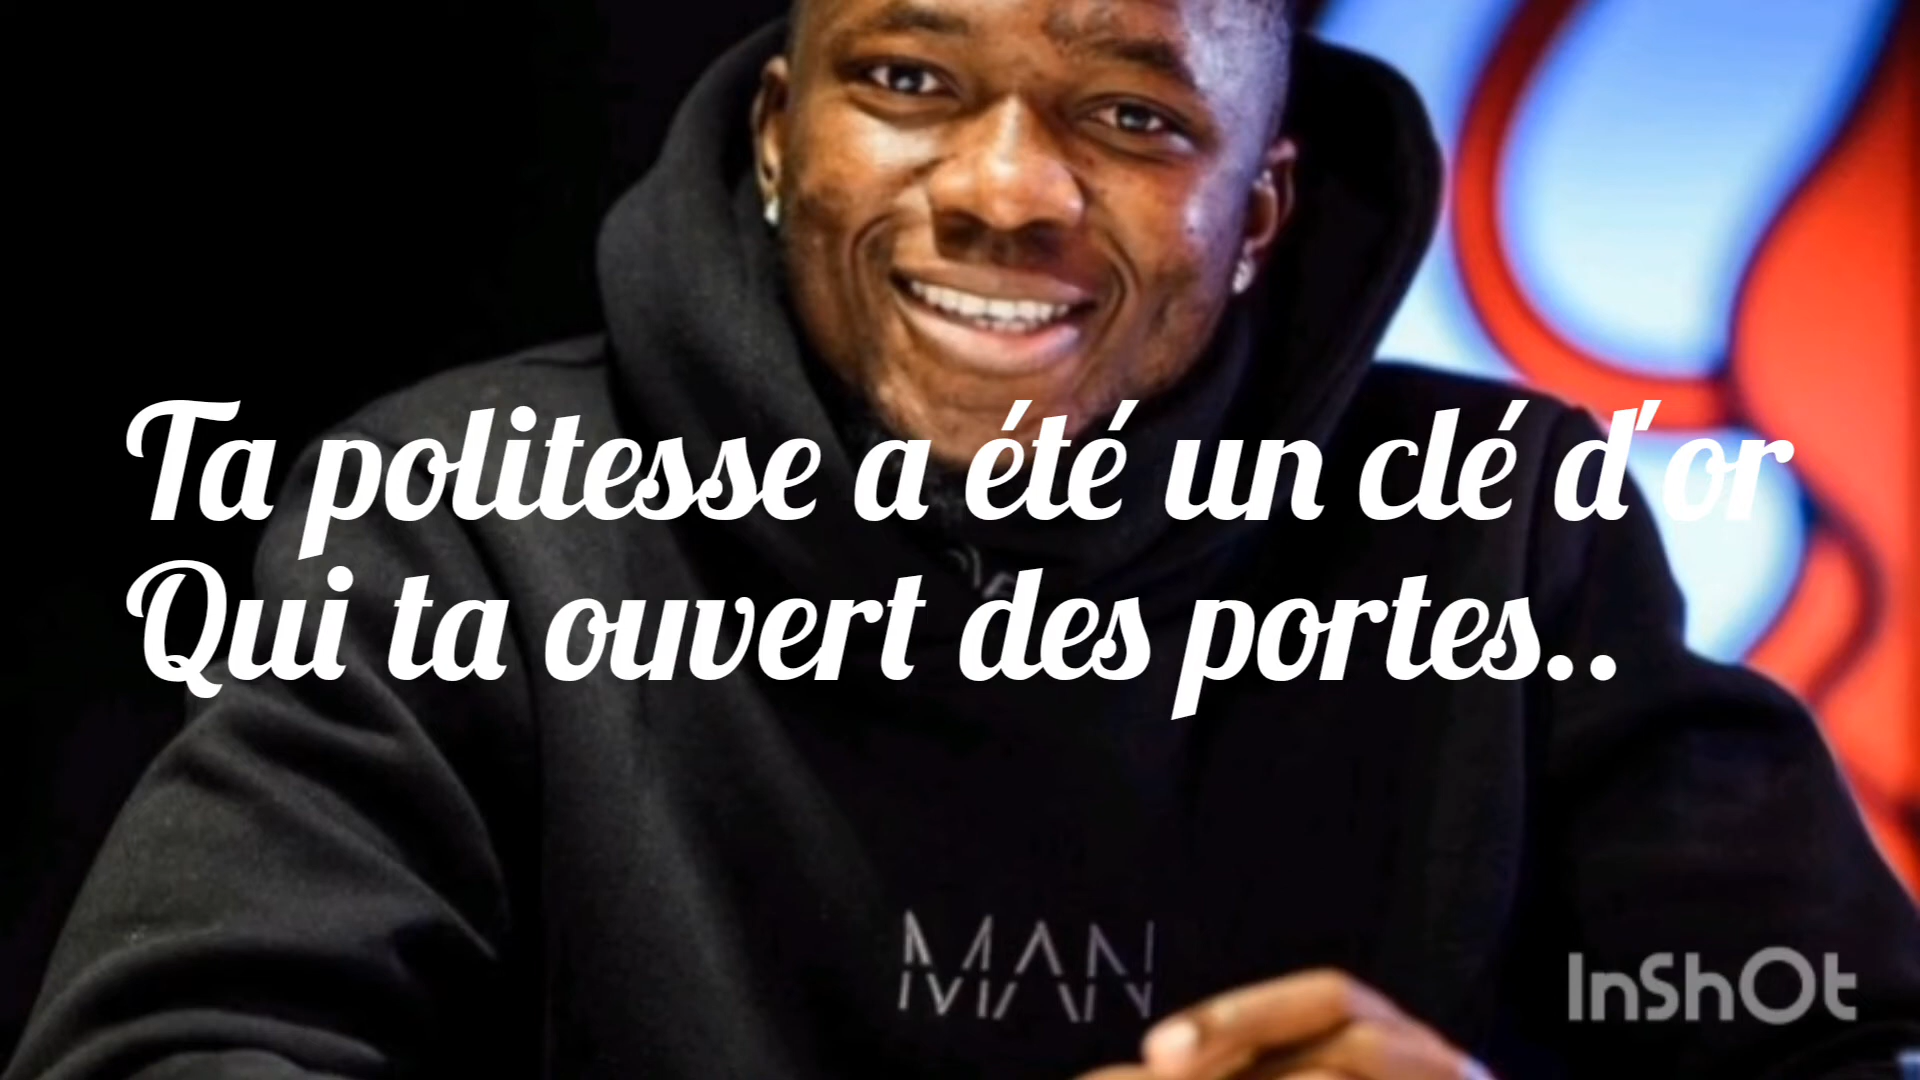 Ta politesse a été un clé d'or
Qui ta ouvert des portes..
MAN
InShOt